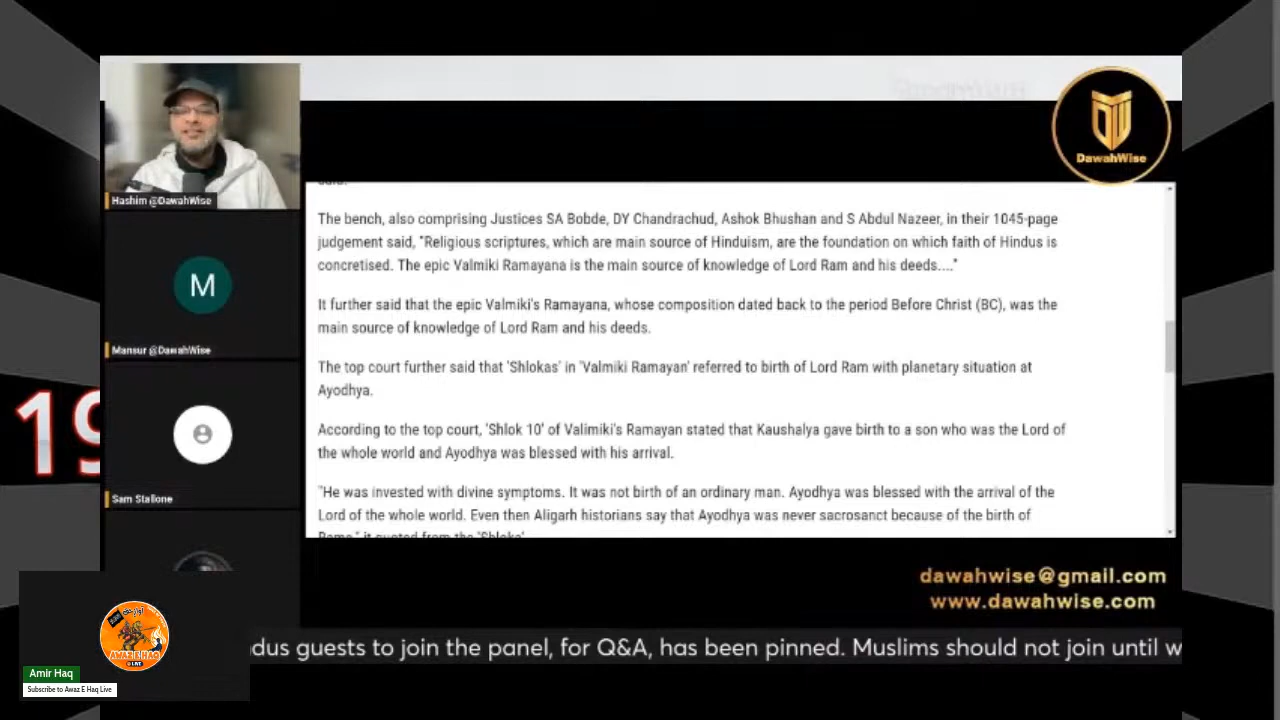 DawahWise
Hashim @DawahWise
M
Mansur @DawahWise
Sam Stallone
19
The bench, also comprising Justices SA Bobde, DY Chandrachud, Ashok Bhushan and S Abdul Nazeer, in their 1045-page
judgement said, "Religious scriptures, which are main source of Hinduism, are the foundation on which faith of Hindus is
concretised. The epic Valmiki Ramayana is the main source of knowledge of Lord Ram and his deeds...."
It further said that the epic Valmiki's Ramayana, whose composition dated back to the period Before Christ (BC), was the
main source of knowledge of Lord Ram and his deeds.
The top court further said that 'Shlokas' in 'Valmiki Ramayan' referred to birth of Lord Ram with planetary situation at
Ayodhya.
According to the top court, 'Shlok 10' of Valimiki's Ramayan stated that Kaushalya gave birth to a son who was the Lord of
the whole world and Ayodhya was blessed with his arrival.
"He was invested with divine symptoms. It was not birth of an ordinary man. Ayodhya was blessed with the arrival of the
Lord of the whole world. Even then Aligarh historians say that Ayodhya was never sacrosanct because of the birth of
Rama," it quoted from the 'Shloka'.
dawahwise@gmail.com
www.dawahwise.com
dus guests to join the panel, for Q&A, has been pinned. Muslims should not join until w
AWAZ E HAQ
LIVE
Amir Haq
Subscribe to Awaz E Haq Live